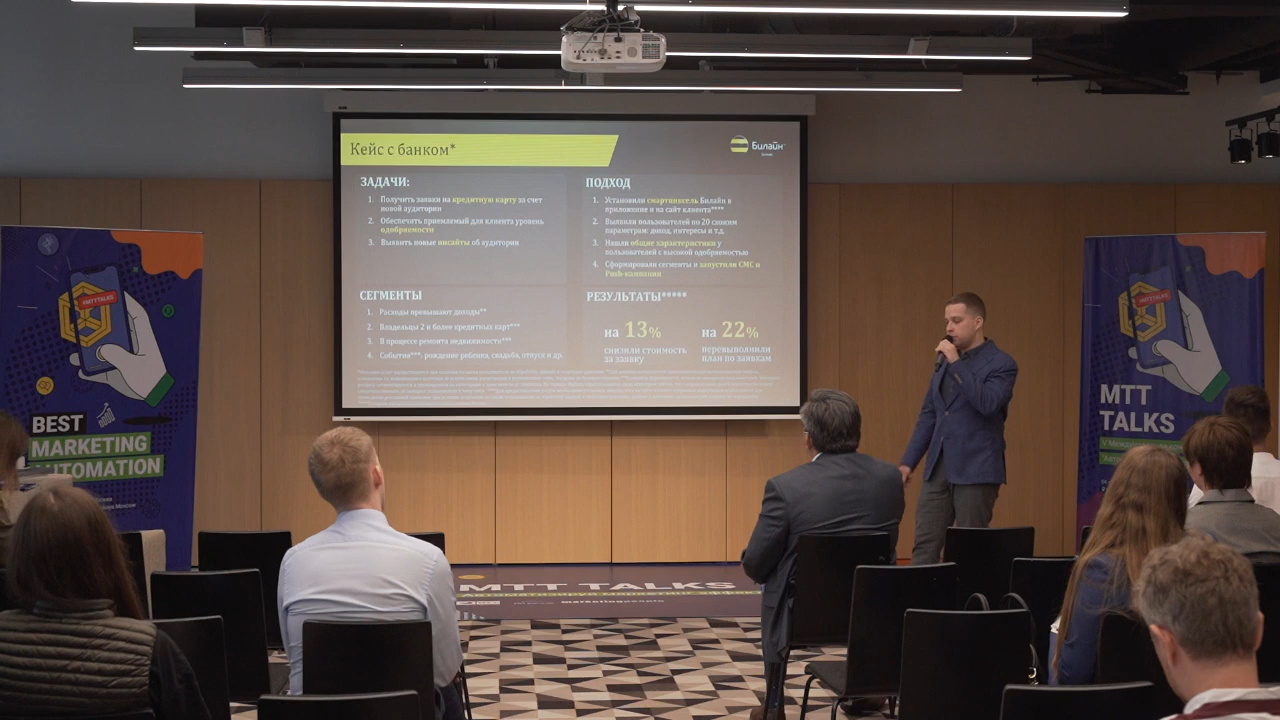 Кейс с банком*
Билайн
ЗАДАЧИ:
1. Получить заявки на кредитную карту за счет
новой аудитории
2. Обеспечить приемлемый для клиента уровень
одобряемости
3. Выявить новые инсайты об аудитории
ПОДХОД
1. Установили смартпиксель Билайн в
приложение и на сайт клиента****
2. Выявили пользователей по 20 схожим
параметрам: доход, интересы и т.д.
3. Нашли общие характеристики у
пользователей с высокой одобряемостью
4. Сформировали сегменты и запустили СМС и
Push-кампании
СЕГМЕНТЫ
1. Расходы превышают доходы**
2. Владельцы 2 и более кредитных карт***
3. В процессе ремонта недвижимости***
4. События***, рождение ребенка, свадьба, отпуск и др.
РЕЗУЛЬТАТЫ*****
на 13%
снизили стоимость
за заявку
на 22%
перевыполнили
план по заявкам
#MTTTALKS
BEST
MARKETING
AUTOMATION
#MTTTALKS
MTT
TALKS
MTT TALKS
Автоматизируй маркетинг